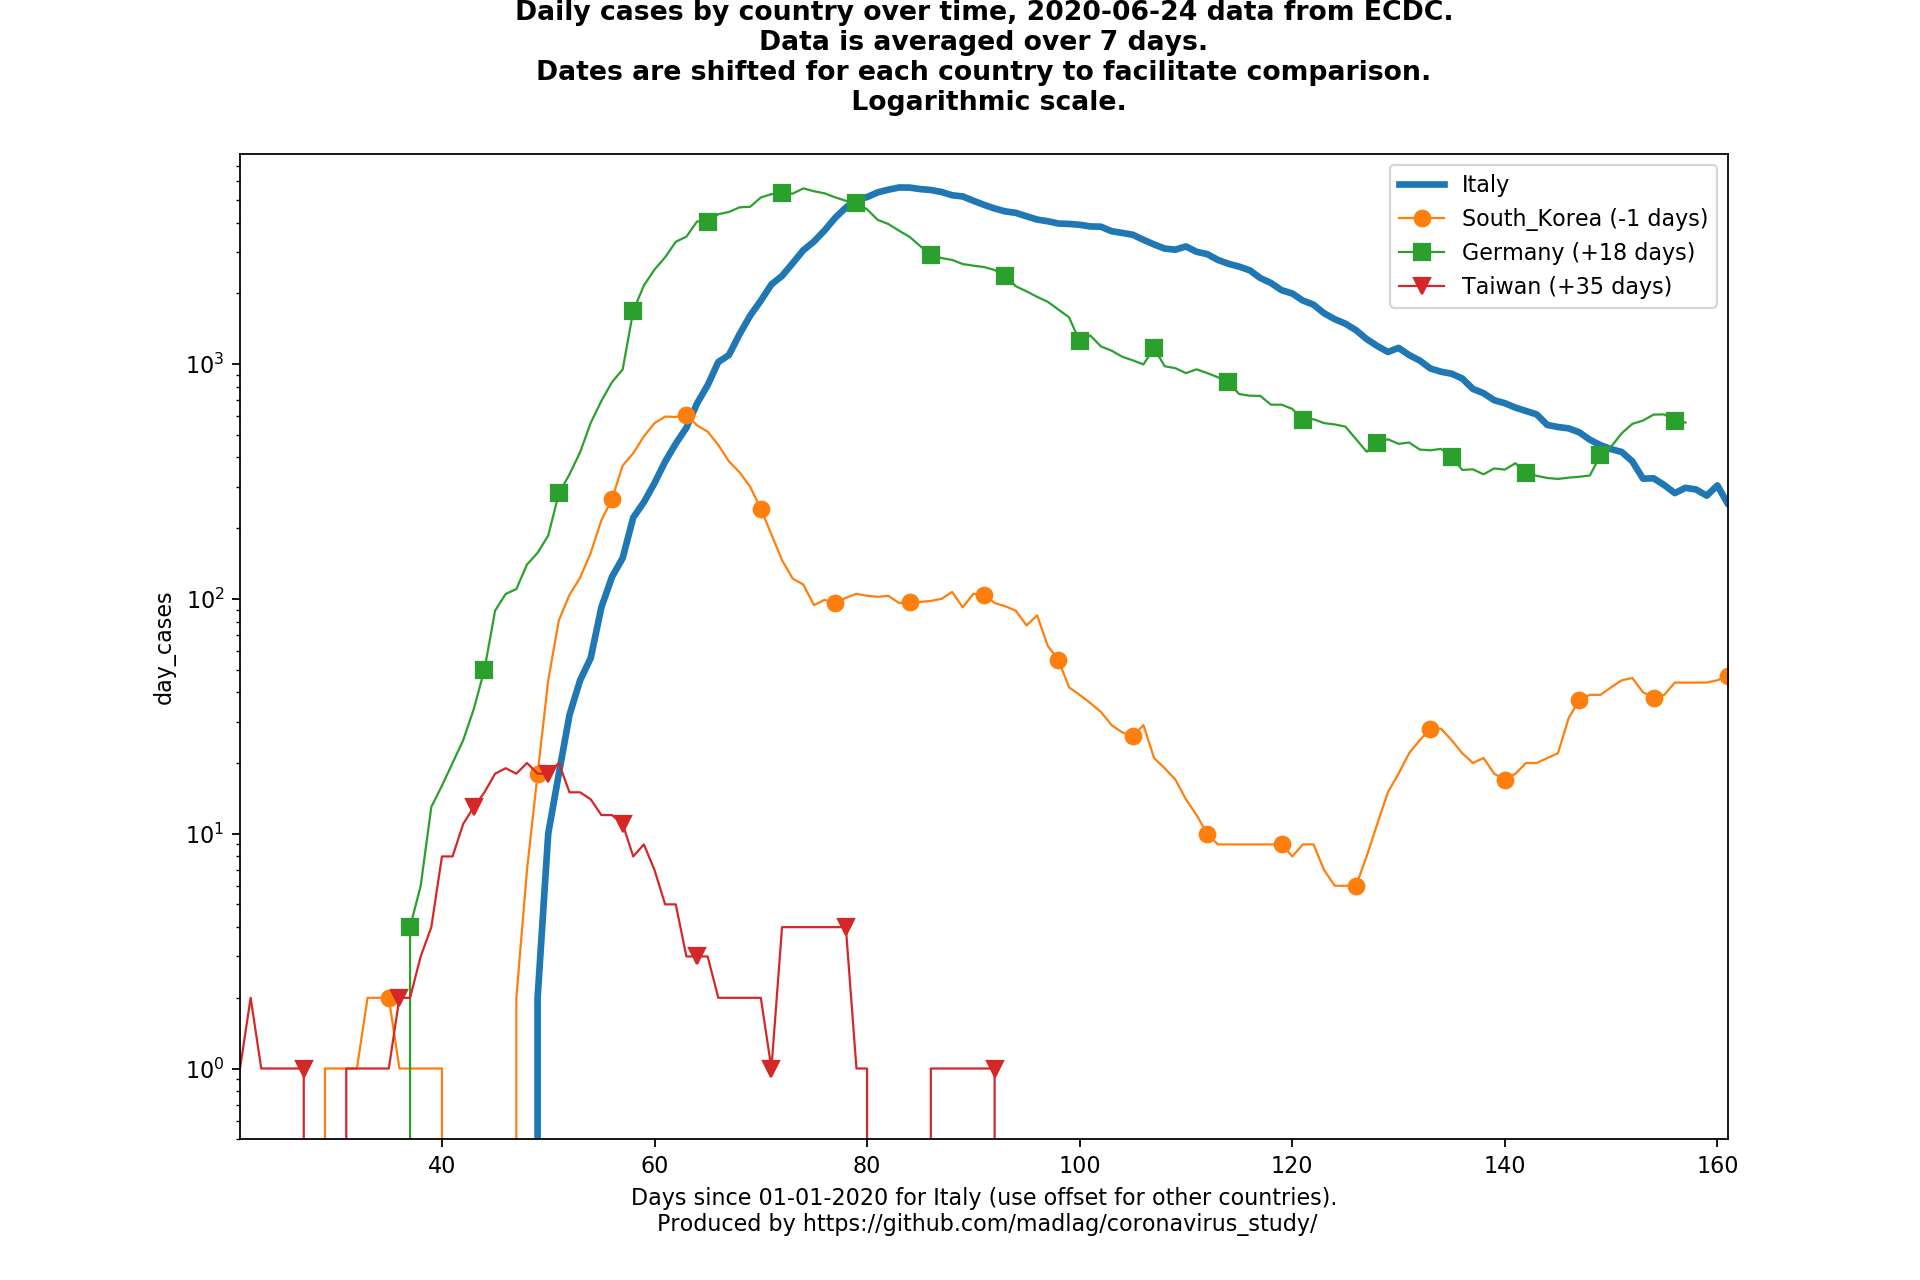 Daily cases by country over time, 2020-06-24 data from ECDC.
Data is averaged over 7 days.
Dates are shifted for each country to facilitate comparison.
Logarithmic scale.
Italy
South_Korea (-1 days)
Germany (+18 days)
Taiwan (+35 days)
day_cases
10³
10²
10¹
10⁰
40 60 80 100 120 140 160
Days since 01-01-2020 for Italy (use offset for other countries).
Produced by https://github.com/madlag/coronavirus_study/